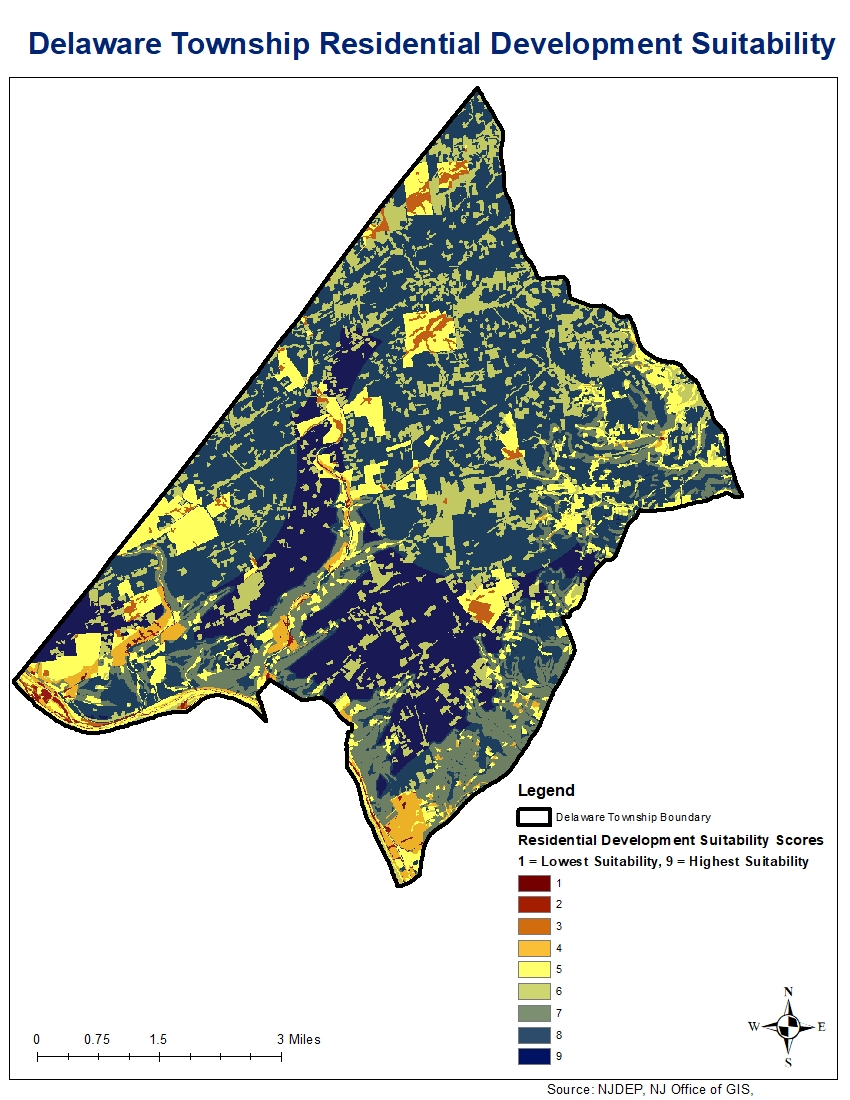 Delaware Township Residential Development Suitability
Legend
Delaware Township Boundary
Residential Development Suitability Scores
1 = Lowest Suitability, 9 = Highest Suitability
1
2
3
4
5
6
7
8
9
N
W E
S
0 0.75 1.5 3 Miles
Source: NJDEP, NJ Office of GIS,